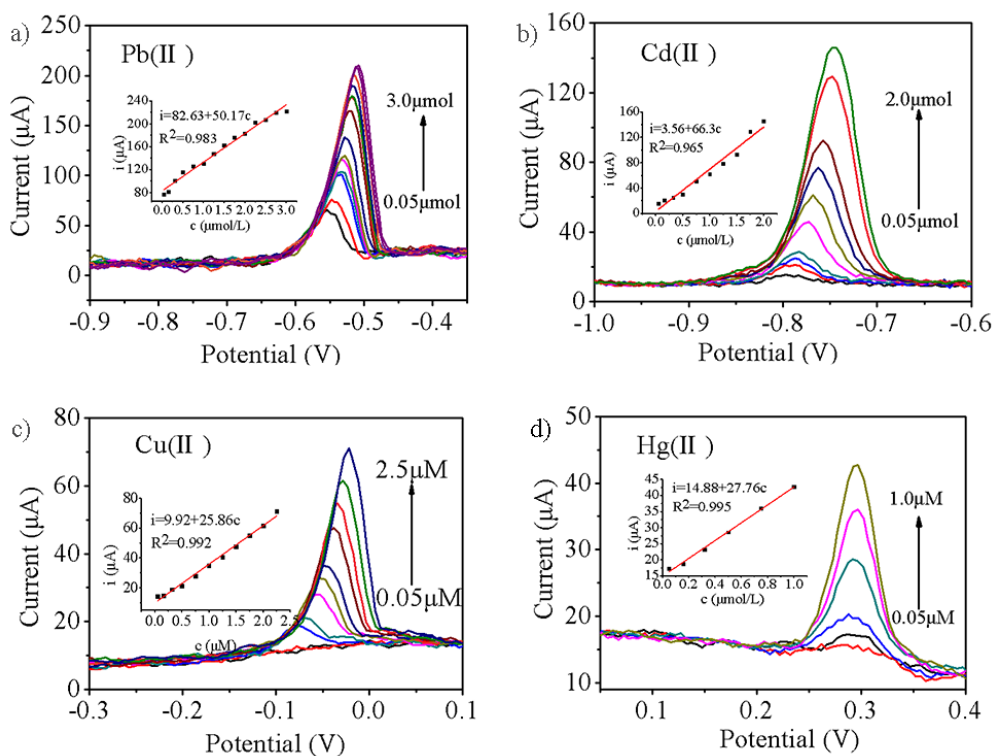 a)
Pb(II)
Current (μA)
250
200
150
100
50
0
-0.9
-0.8
-0.7
-0.6
-0.5
-0.4
Potential (V)
3.0μmol
0.05μmol
i=82.63+50.17c
R²=0.983
i (μA)
240
200
160
120
80
0.0
0.5
1.0
1.5
2.0
2.5
3.0
c (μmol/L)
b)
Cd(II)
Current (μA)
160
120
80
40
0
-1.0
-0.9
-0.8
-0.7
-0.6
Potential (V)
2.0μmol
0.05μmol
i=3.56+66.3c
R²=0.965
i (μA)
160
120
80
40
0
0.0
0.5
1.0
1.5
2.0
c (μmol/L)
c)
Cu(II)
Current (μA)
80
60
40
20
0
-0.3
-0.2
-0.1
0.0
0.1
Potential (V)
2.5μM
0.05μM
i=9.92+25.86c
R²=0.992
i (μA)
80
60
40
20
0.0
0.5
1.0
1.5
2.0
2.5
c (μM)
d)
Hg(II)
Current (μA)
50
40
30
20
10
0.1
0.2
0.3
0.4
Potential (V)
1.0μM
0.05μM
i=14.88+27.76c
R²=0.995
i (μA)
45
40
35
30
25
20
15
0.0
0.2
0.4
0.6
0.8
1.0
c (μmol/L)